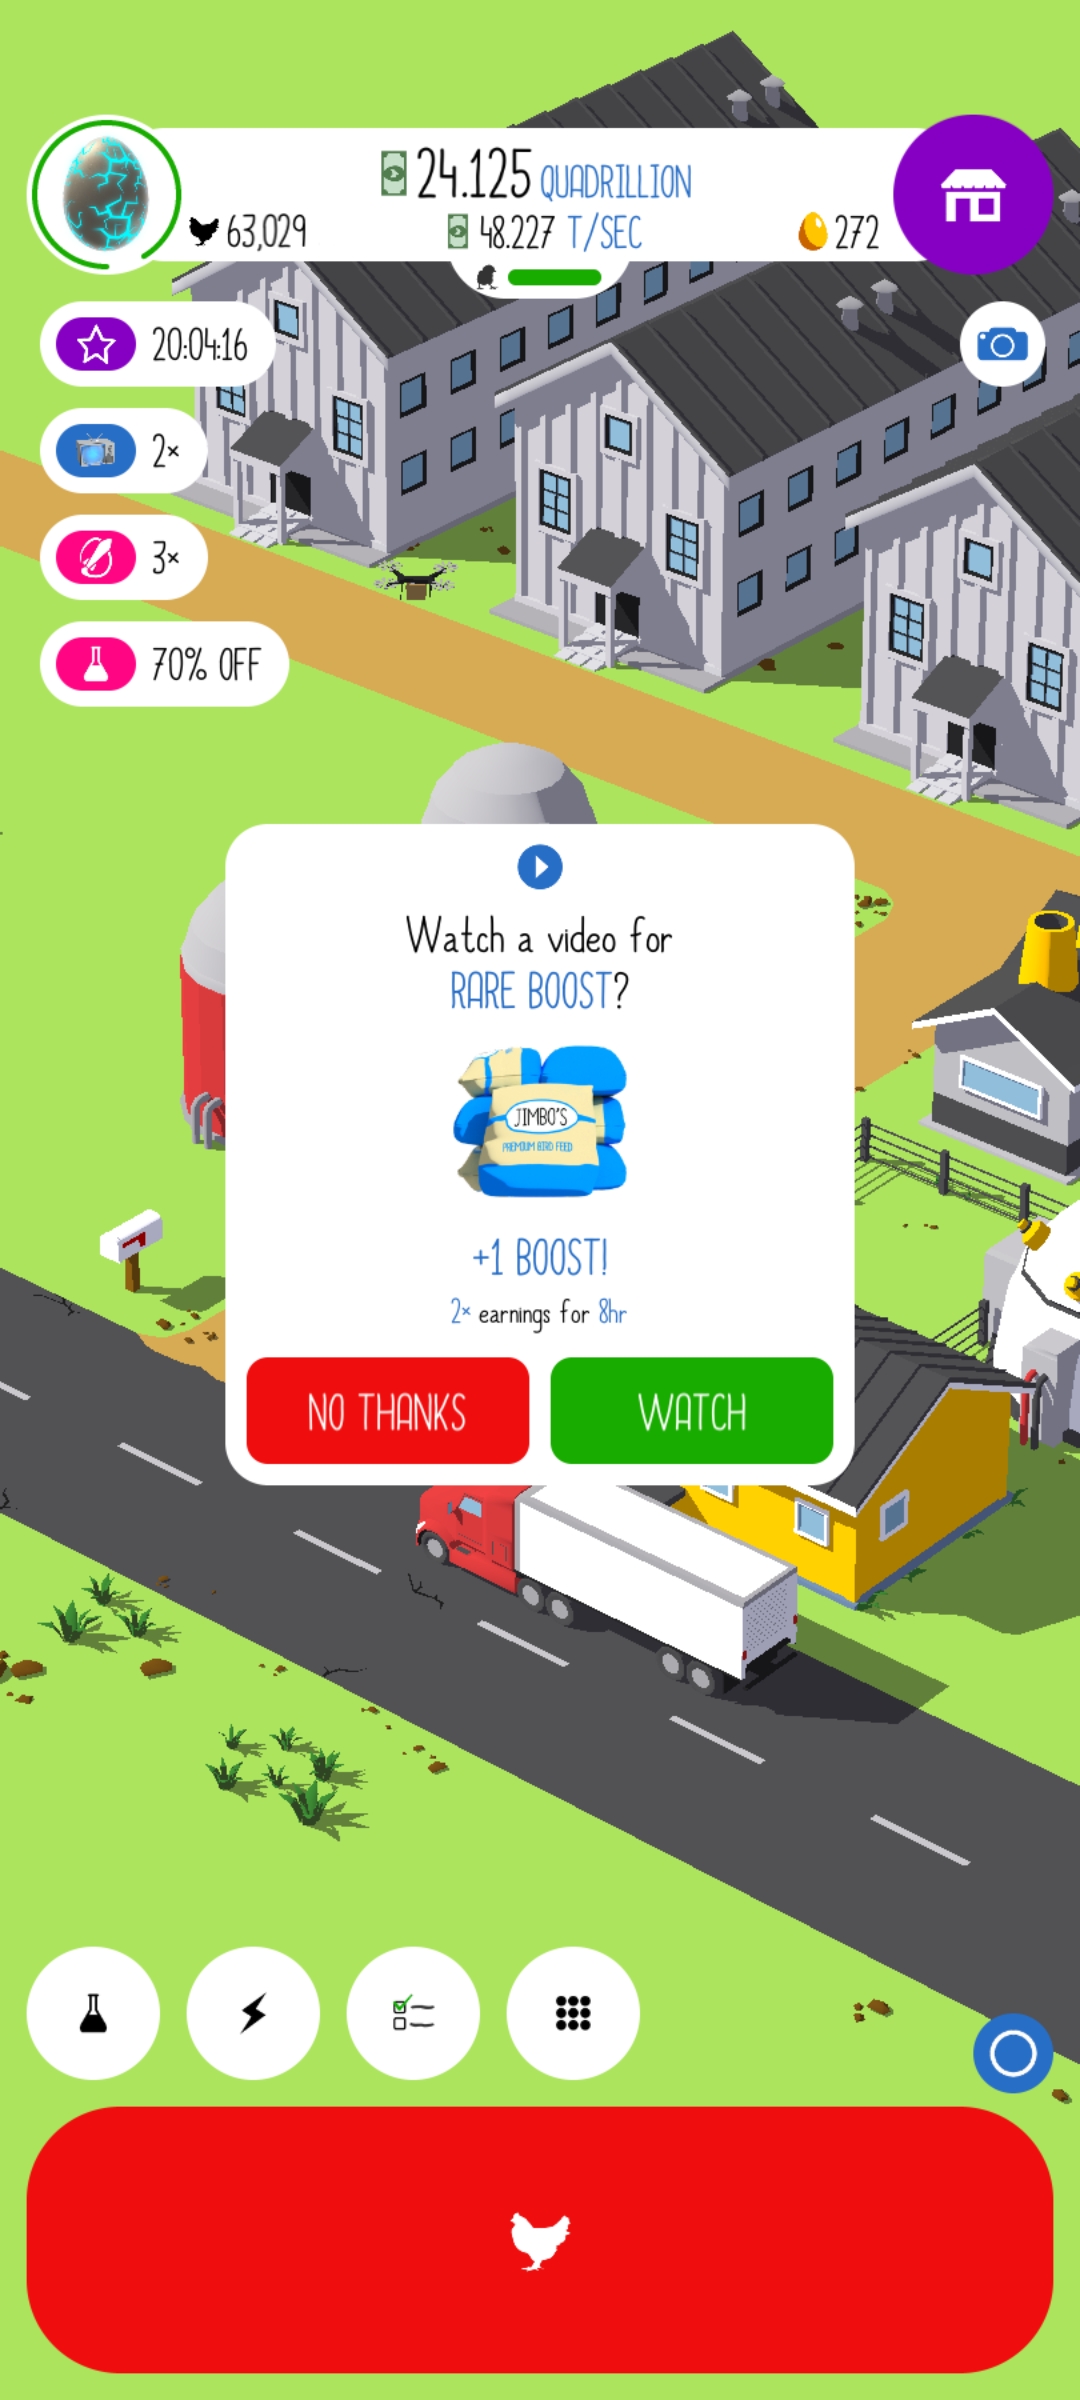 24.125 QUADRILLION
63,029
48.227 T/SEC
272
20:04:16
2×
3×
70% OFF
Watch a video for
RARE BOOST?
JIMBO'S
PREMIUM BIRD FEED
+1 BOOST!
2× earnings for 8hr
NO THANKS
WATCH